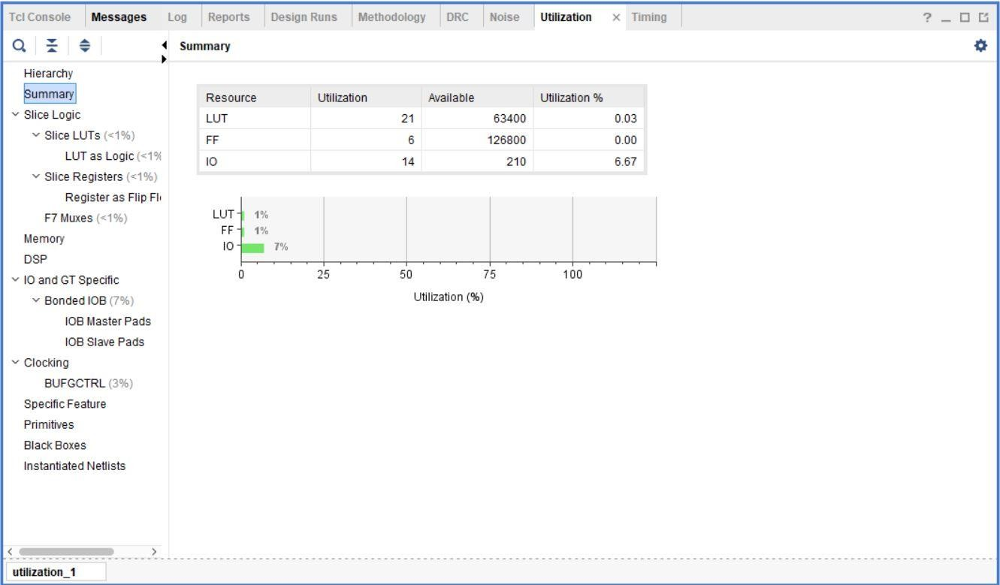 Tcl Console Messages Log Reports Design Runs Methodology DRC Noise Utilization × Timing ?
Summary
Hierarchy
Summary
Slice Logic
Slice LUTs (<1%)
LUT as Logic (<1%
Slice Registers (<1%)
Register as Flip Fl
F7 Muxes (<1%)
Memory
DSP
IO and GT Specific
Bonded IOB (7%)
IOB Master Pads
IOB Slave Pads
Clocking
BUFGCTRL (3%)
Specific Feature
Primitives
Black Boxes
Instantiated Netlists
Resource Utilization Available Utilization %
LUT 21 63400 0.03
FF 6 126800 0.00
IO 14 210 6.67
LUT 1%
FF 1%
IO 7%
0 25 50 75 100
Utilization (%)
utilization_1